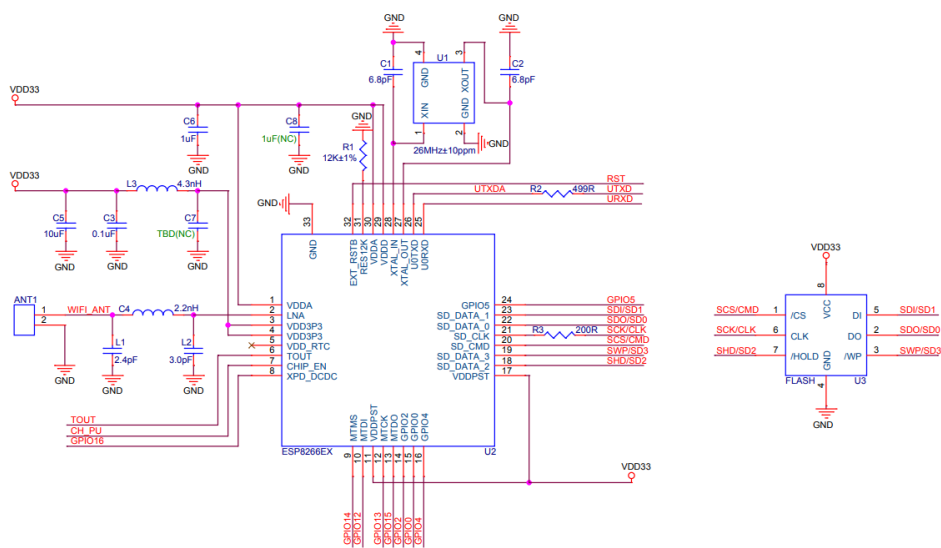 GND
GND
C1
6.8pF
4
GND
XIN
1
U1
3
XOUT
GND
2
C2
6.8pF
26MHz±10ppm
GND
VDD33
C6
1uF
GND
C8
1uF(NC)
GND
GND
R1
12K±1%
VDD33
L3
4.3nH
C5
10uF
GND
C3
0.1uF
GND
C7
TBD(NC)
GND
GND
RST
UTXDA
R2
499R
UTXD
URXD
33
32
31
30
29
28
27
26
25
GND
EXT_RSTB
RES12K
VDDA
VDDD
XTAL_IN
XTAL_OUT
U0TXD
U0RXD
ANT1
1
2
WIFI_ANT
C4
2.2nH
L1
2.4pF
L2
3.0pF
GND
GND
GND
1
VDDA
2
LNA
3
VDD3P3
4
VDD3P3
5
VDD_RTC
6
TOUT
7
CHIP_EN
8
XPD_DCDC
TOUT
CH_PU
GPIO16
GPIO5
24
GPIO5
SD_DATA_1
23
SDI/SD1
SD_DATA_0
22
SDO/SD0
SD_CLK
21
R3
200R
SCK/CLK
SD_CMD
20
SCS/CMD
SD_DATA_3
19
SWP/SD3
SD_DATA_2
18
SHD/SD2
VDDPST
17
MTMS
MTDI
VDDPST
MTCK
MTDO
GPIO2
GPIO0
GPIO4
ESP8266EX
U2
9
10
11
12
13
14
15
16
VDD33
GPIO14
GPIO12
GPIO13
GPIO15
GPIO2
GPIO0
GPIO4
VDD33
8
VCC
SCS/CMD
1
/CS
DI
5
SDI/SD1
SCK/CLK
6
CLK
DO
2
SDO/SD0
SHD/SD2
7
/HOLD
/WP
3
SWP/SD3
GND
FLASH
4
U3
GND